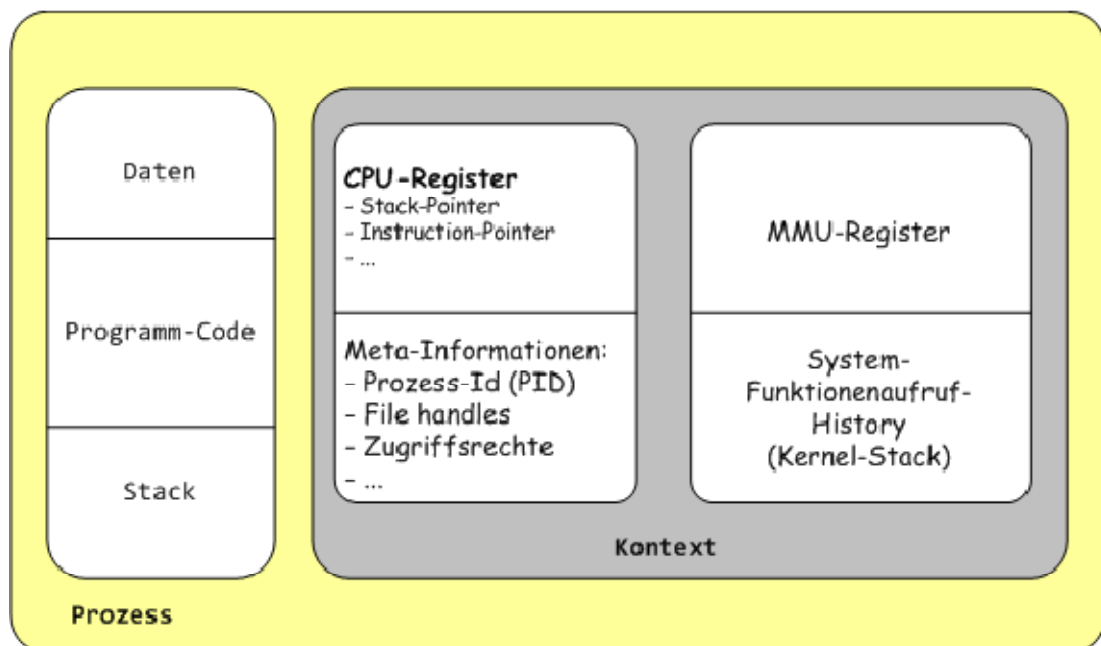 Daten
Programm-Code
Stack
CPU-Register
- Stack-Pointer
- Instruction-Pointer
- ...
Meta-Informationen:
- Prozess-Id (PID)
- File handles
- Zugriffsrechte
- ...
MMU-Register
System-
Funktionenaufruf-
History
(Kernel-Stack)
Kontext
Prozess